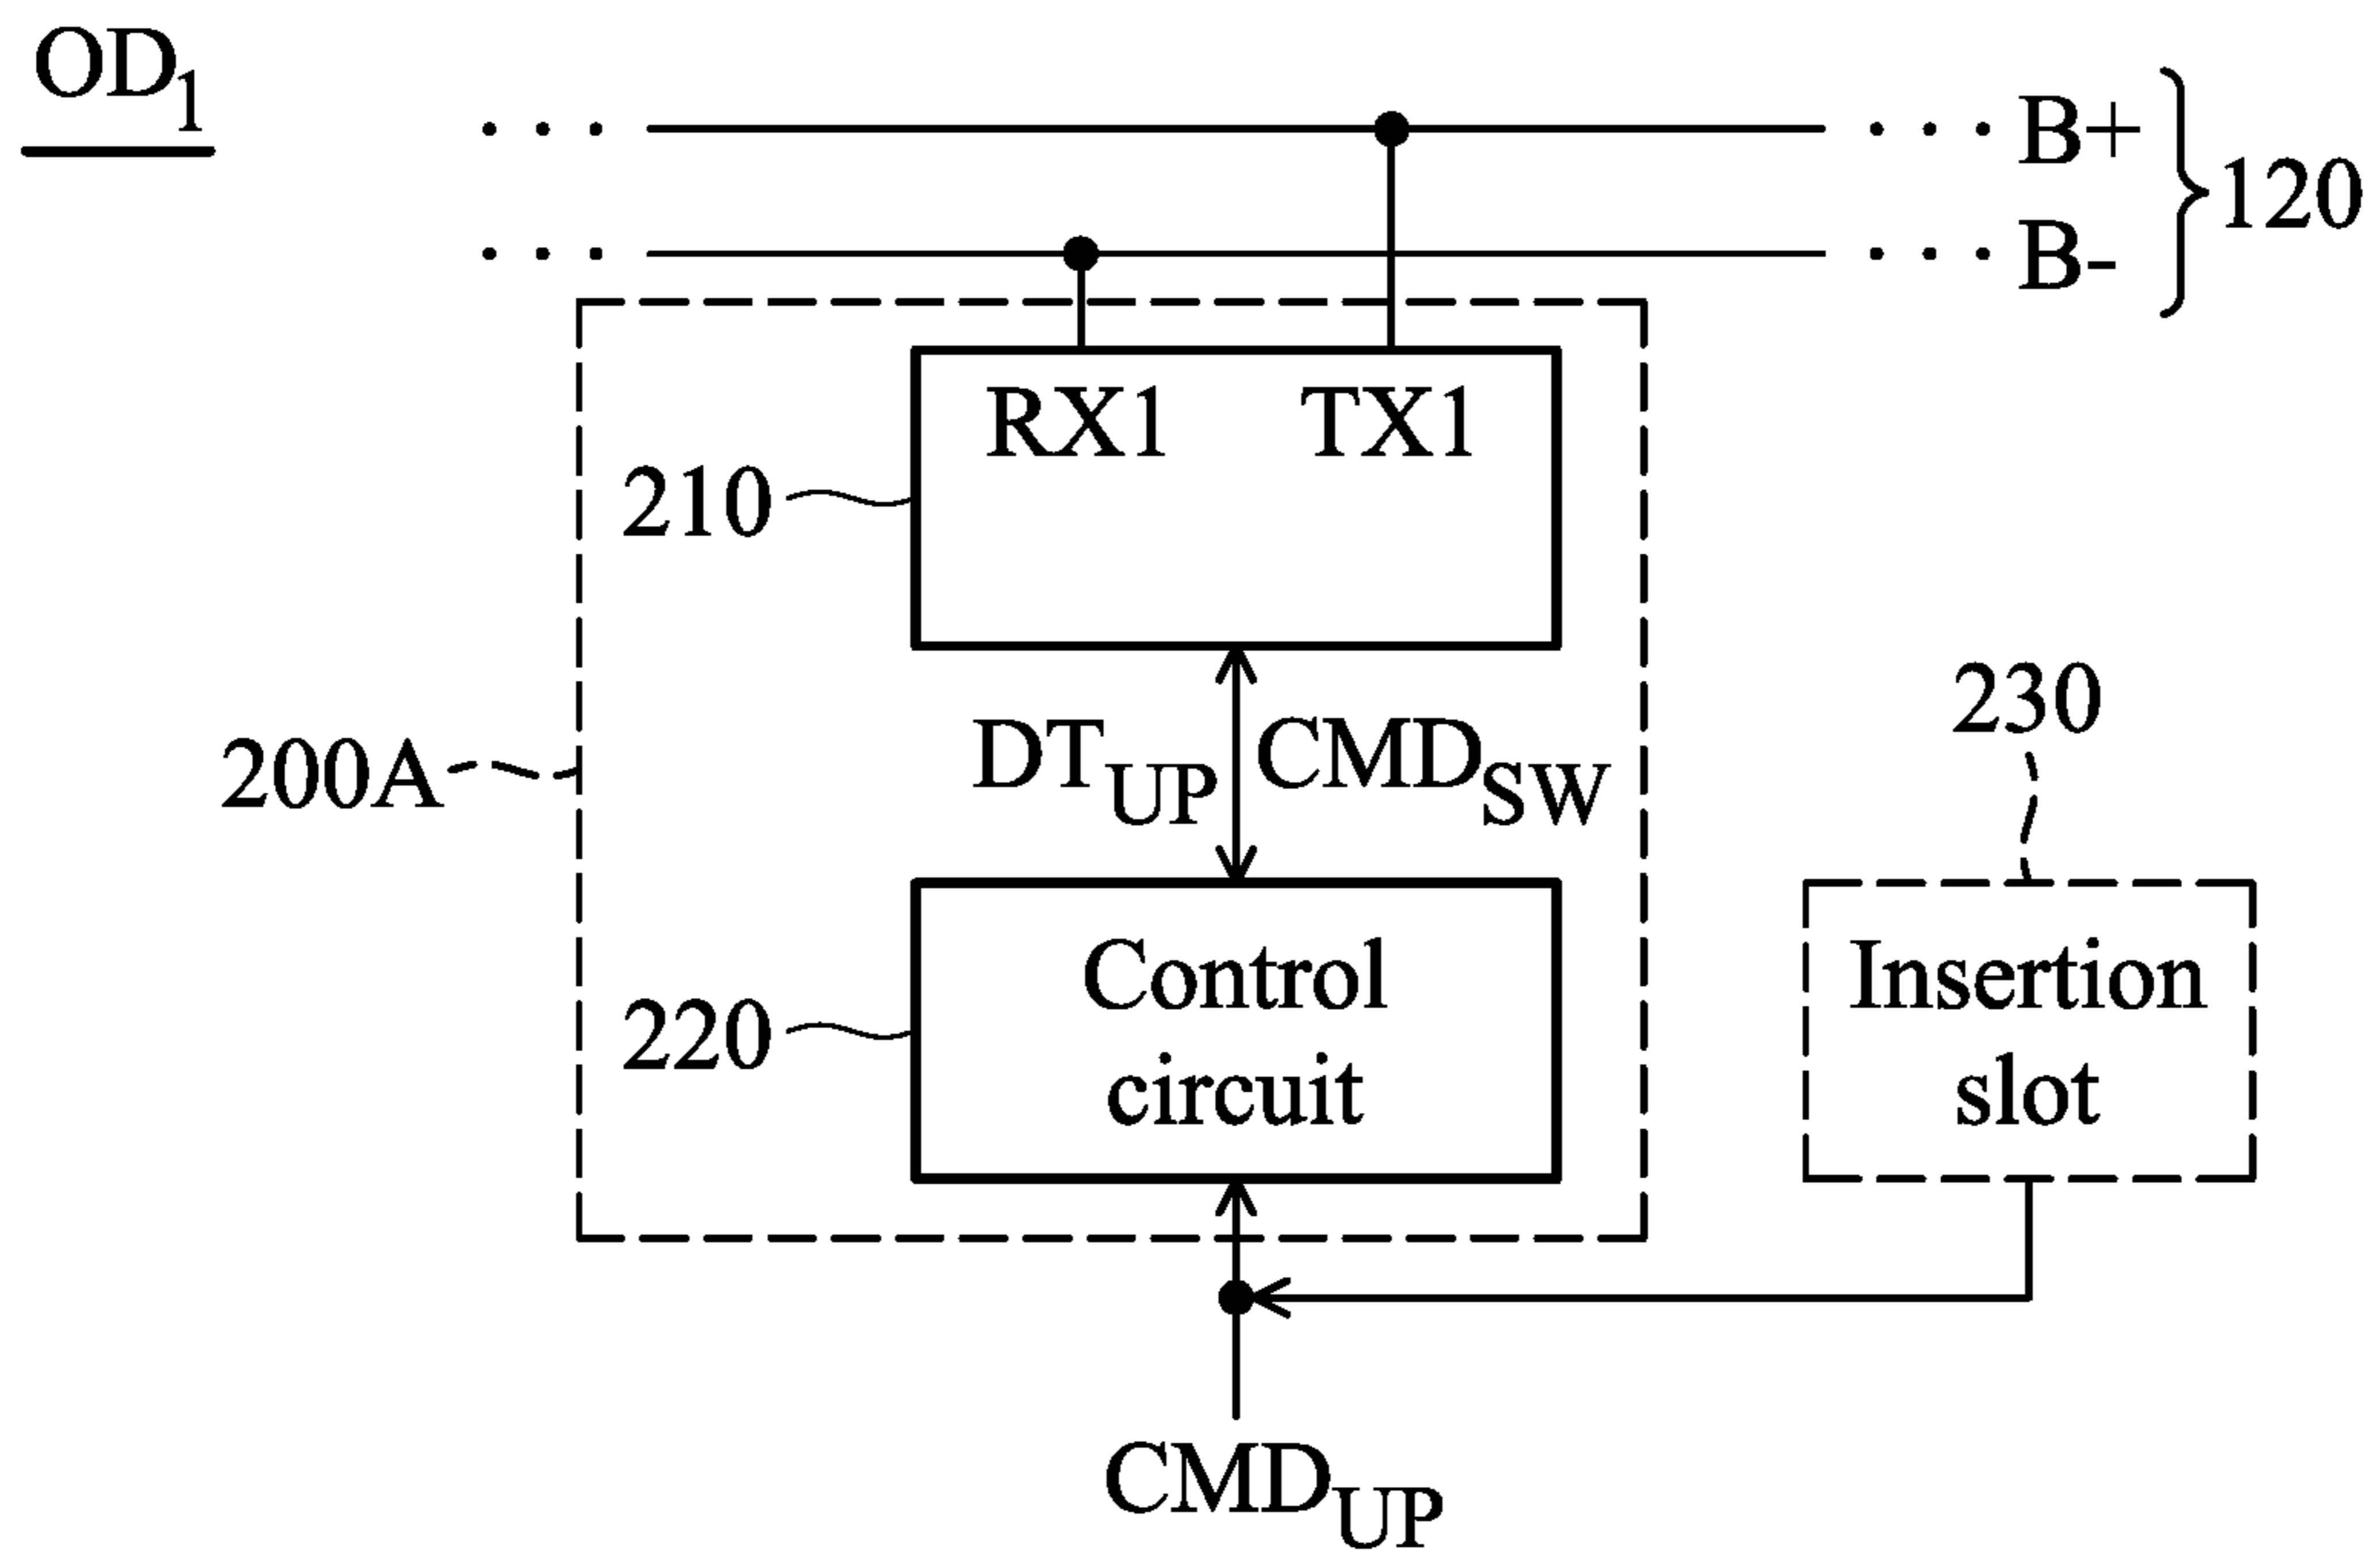 OD1
B+
120
B-
RX1 TX1
210
230
DTUP CMDSW
200A
Control
circuit
220
Insertion
slot
CMDUP